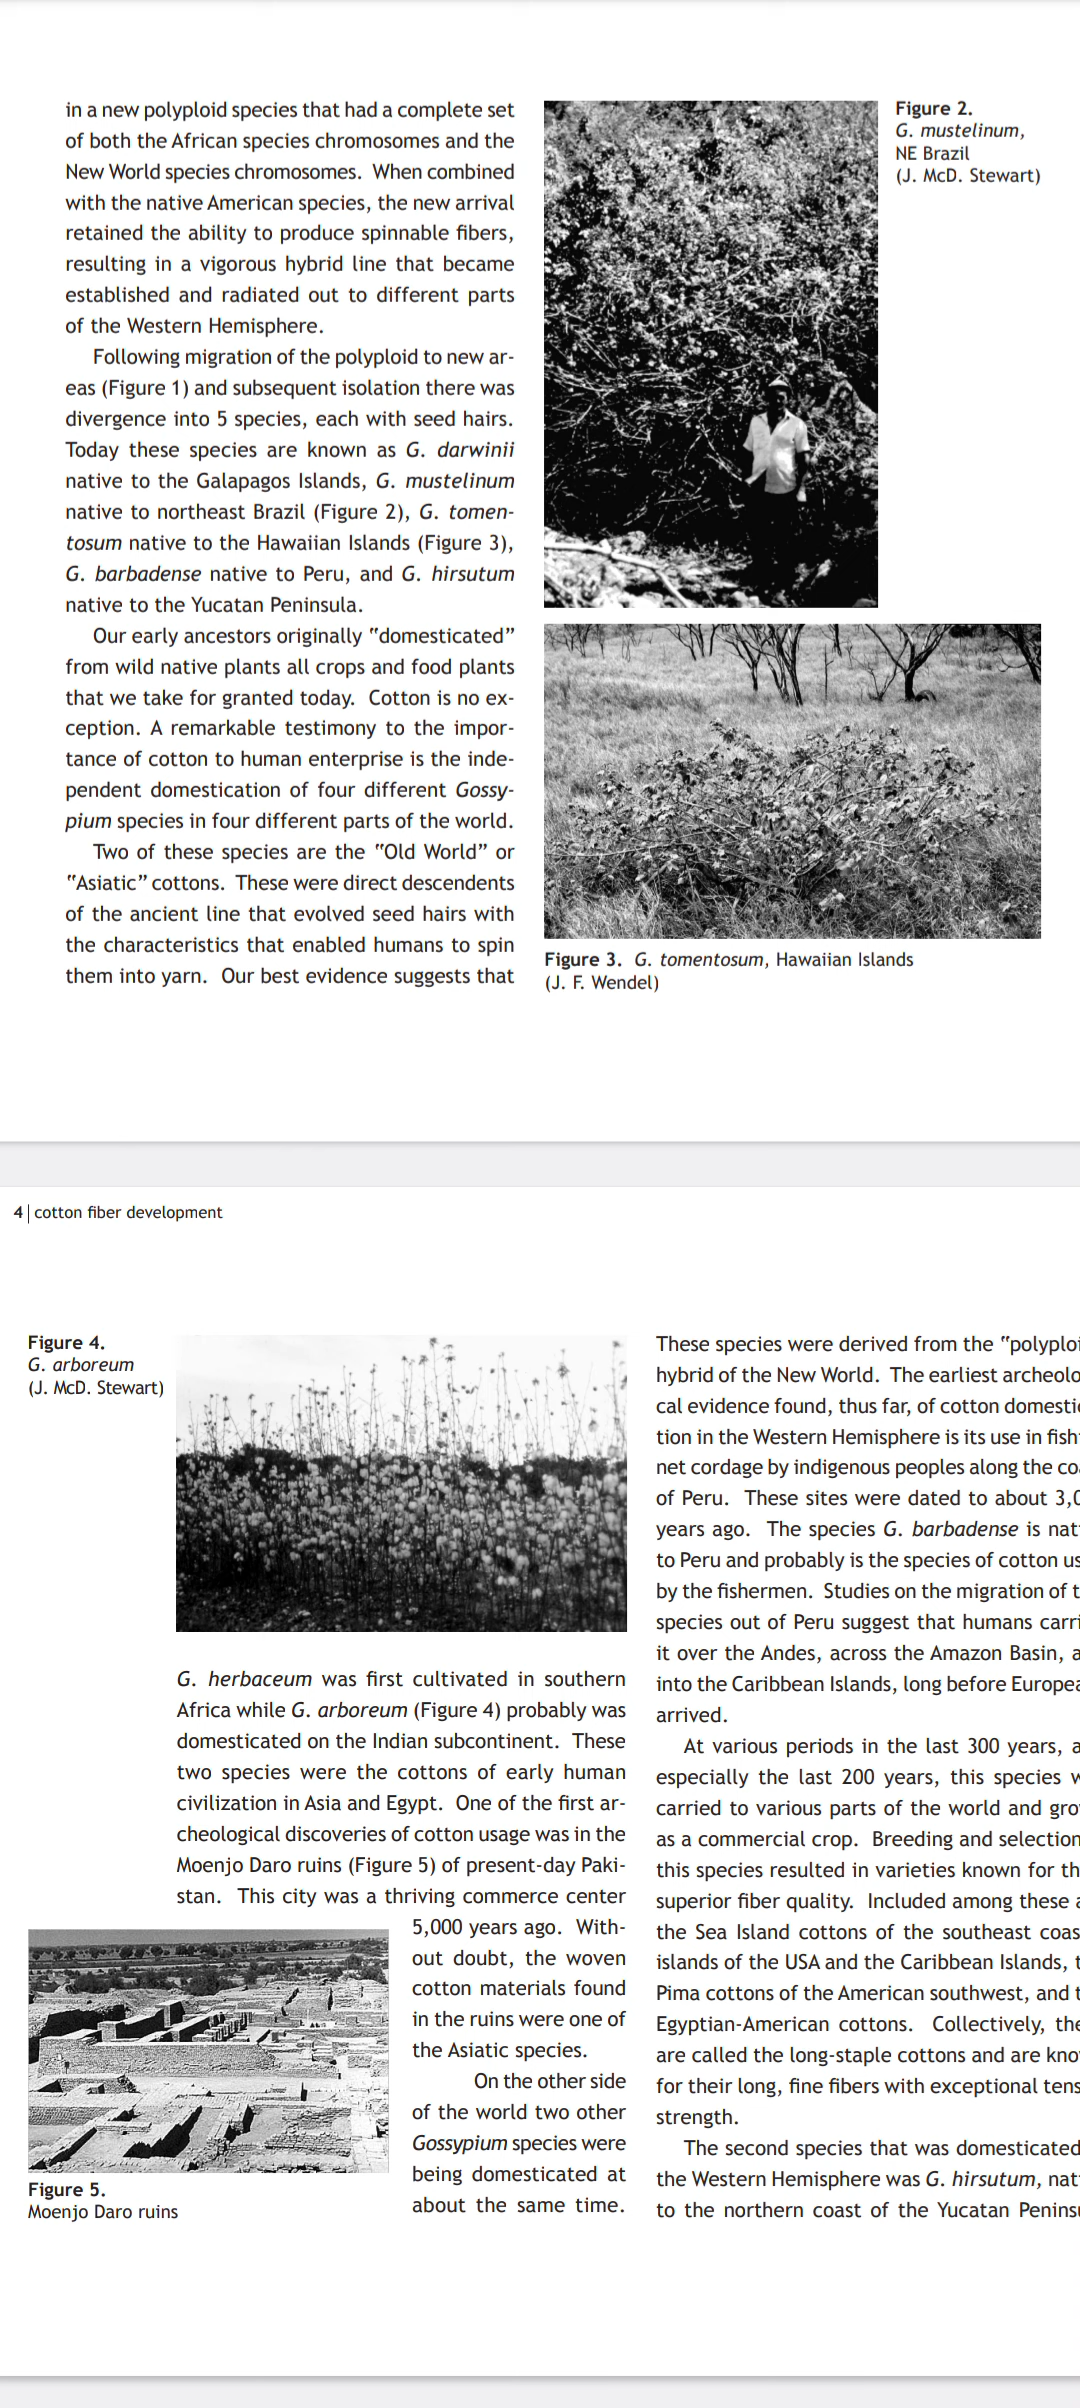 in a new polyploid species that had a complete set
of both the African species chromosomes and the
New World species chromosomes. When combined
with the native American species, the new arrival
retained the ability to produce spinnable fibers,
resulting in a vigorous hybrid line that became
established and radiated out to different parts
of the Western Hemisphere.
Following migration of the polyploid to new ar-
eas (Figure 1) and subsequent isolation there was
divergence into 5 species, each with seed hairs.
Today these species are known as G. darwinii
native to the Galapagos Islands, G. mustelinum
native to northeast Brazil (Figure 2), G. tomen-
tosum native to the Hawaiian Islands (Figure 3),
G. barbadense native to Peru, and G. hirsutum
native to the Yucatan Peninsula.
Our early ancestors originally "domesticated"
from wild native plants all crops and food plants
that we take for granted today. Cotton is no ex-
ception. A remarkable testimony to the impor-
tance of cotton to human enterprise is the inde-
pendent domestication of four different Gossy-
pium species in four different parts of the world.
Two of these species are the "Old World" or
"Asiatic" cottons. These were direct descendents
of the ancient line that evolved seed hairs with
the characteristics that enabled humans to spin
them into yarn. Our best evidence suggests that
Figure 2.
G. mustelinum,
NE Brazil
(J. McD. Stewart)
Figure 3. G. tomentosum, Hawaiian Islands
(J. F. Wendel)
4 | cotton fiber development
Figure 4.
G. arboreum
(J. McD. Stewart)
G. herbaceum was first cultivated in southern
Africa while G. arboreum (Figure 4) probably was
domesticated on the Indian subcontinent. These
two species were the cottons of early human
civilization in Asia and Egypt. One of the first ar-
cheological discoveries of cotton usage was in the
Moenjo Daro ruins (Figure 5) of present-day Paki-
stan. This city was a thriving commerce center
5,000 years ago. With-
out doubt, the woven
cotton materials found
in the ruins were one of
the Asiatic species.
On the other side
of the world two other
Gossypium species were
being domesticated at
about the same time.
Figure 5.
Moenjo Daro ruins
These species were derived from the "polyploi
hybrid of the New World. The earliest archeolo
cal evidence found, thus far, of cotton domestic
tion in the Western Hemisphere is its use in fish
net cordage by indigenous peoples along the co
of Peru. These sites were dated to about 3,0
years ago. The species G. barbadense is nat
to Peru and probably is the species of cotton us
by the fishermen. Studies on the migration of t
species out of Peru suggest that humans carri
it over the Andes, across the Amazon Basin, a
into the Caribbean Islands, long before Europea
arrived.
At various periods in the last 300 years, a
especially the last 200 years, this species w
carried to various parts of the world and gro
as a commercial crop. Breeding and selection
this species resulted in varieties known for th
superior fiber quality. Included among these a
the Sea Island cottons of the southeast coas
islands of the USA and the Caribbean Islands, t
Pima cottons of the American southwest, and t
Egyptian-American cottons. Collectively, the
are called the long-staple cottons and are kno
for their long, fine fibers with exceptional tens
strength.
The second species that was domesticated
the Western Hemisphere was G. hirsutum, nat
to the northern coast of the Yucatan Penins